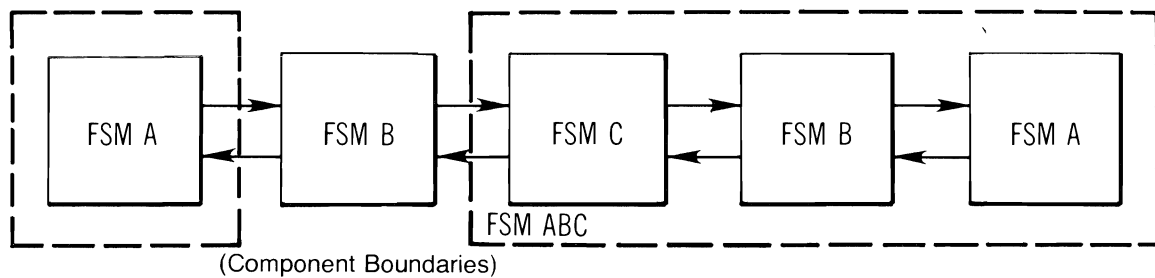 FSM A
FSM B
FSM C
FSM B
FSM A
FSM ABC
(Component Boundaries)